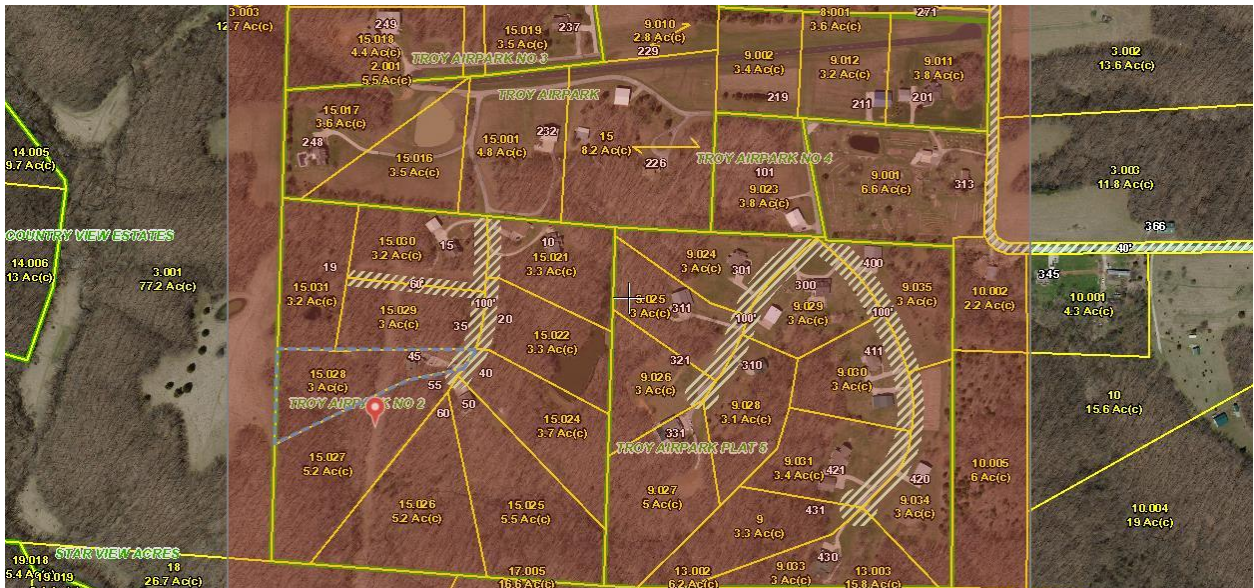 3.003
12.7 Ac(c)
249
15.018
4.4 Ac(c)
2.001
5.5 Ac(c)
15.019
3.5 Ac(c)
237
9.010
2.8 Ac(c)
229
8.001
3.6 Ac(c)
271
TROY AIRPARK NO 3
9.002
3.4 Ac(c)
219
9.012
3.2 Ac(c)
211
9.011
3.8 Ac(c)
201
3.002
13.6 Ac(c)
TROY AIRPARK
15.017
3.6 Ac(c)
248
15.016
3.5 Ac(c)
15.001
4.8 Ac(c)
232
15
8.2 Ac(c)
226
TROY AIRPARK NO 4
101
9.023
3.8 Ac(c)
9.001
6.6 Ac(c)
313
3.003
11.8 Ac(c)
14.005
9.7 Ac(c)
366
COUNTRY VIEW ESTATES
14.006
13 Ac(c)
3.001
77.2 Ac(c)
19
15.031
3.2 Ac(c)
15.030
3.2 Ac(c)
15
10
15.021
3.3 Ac(c)
60'
100'
15.029
3 Ac(c)
35
20
9.024
3 Ac(c)
301
9.025
3 Ac(c)
311
300
9.029
3 Ac(c)
400
9.035
3 Ac(c)
10.002
2.2 Ac(c)
40'
345
10.001
4.3 Ac(c)
100'
100'
15.022
3.3 Ac(c)
45
15.028
3 Ac(c)
55
40
50
60
TROY AIRPARK NO 2
321
9.026
3 Ac(c)
310
411
9.030
3 Ac(c)
9.028
3.1 Ac(c)
15.024
3.7 Ac(c)
331
TROY AIRPARK PLAT 5
10
15.6 Ac(c)
15.027
5.2 Ac(c)
9.031
3.4 Ac(c)
421
420
10.005
6 Ac(c)
15.026
5.2 Ac(c)
15.025
5.5 Ac(c)
9.027
5 Ac(c)
9.034
3 Ac(c)
9
3.3 Ac(c)
431
10.004
19 Ac(c)
430
STAR VIEW ACRES
19.018
5.4 A
19.019
18
26.7 Ac(c)
17.005
16.6 Ac(c)
13.002
6.2 Ac(c)
9.033
3 Ac(c)
13.003
15.8 Ac(c)